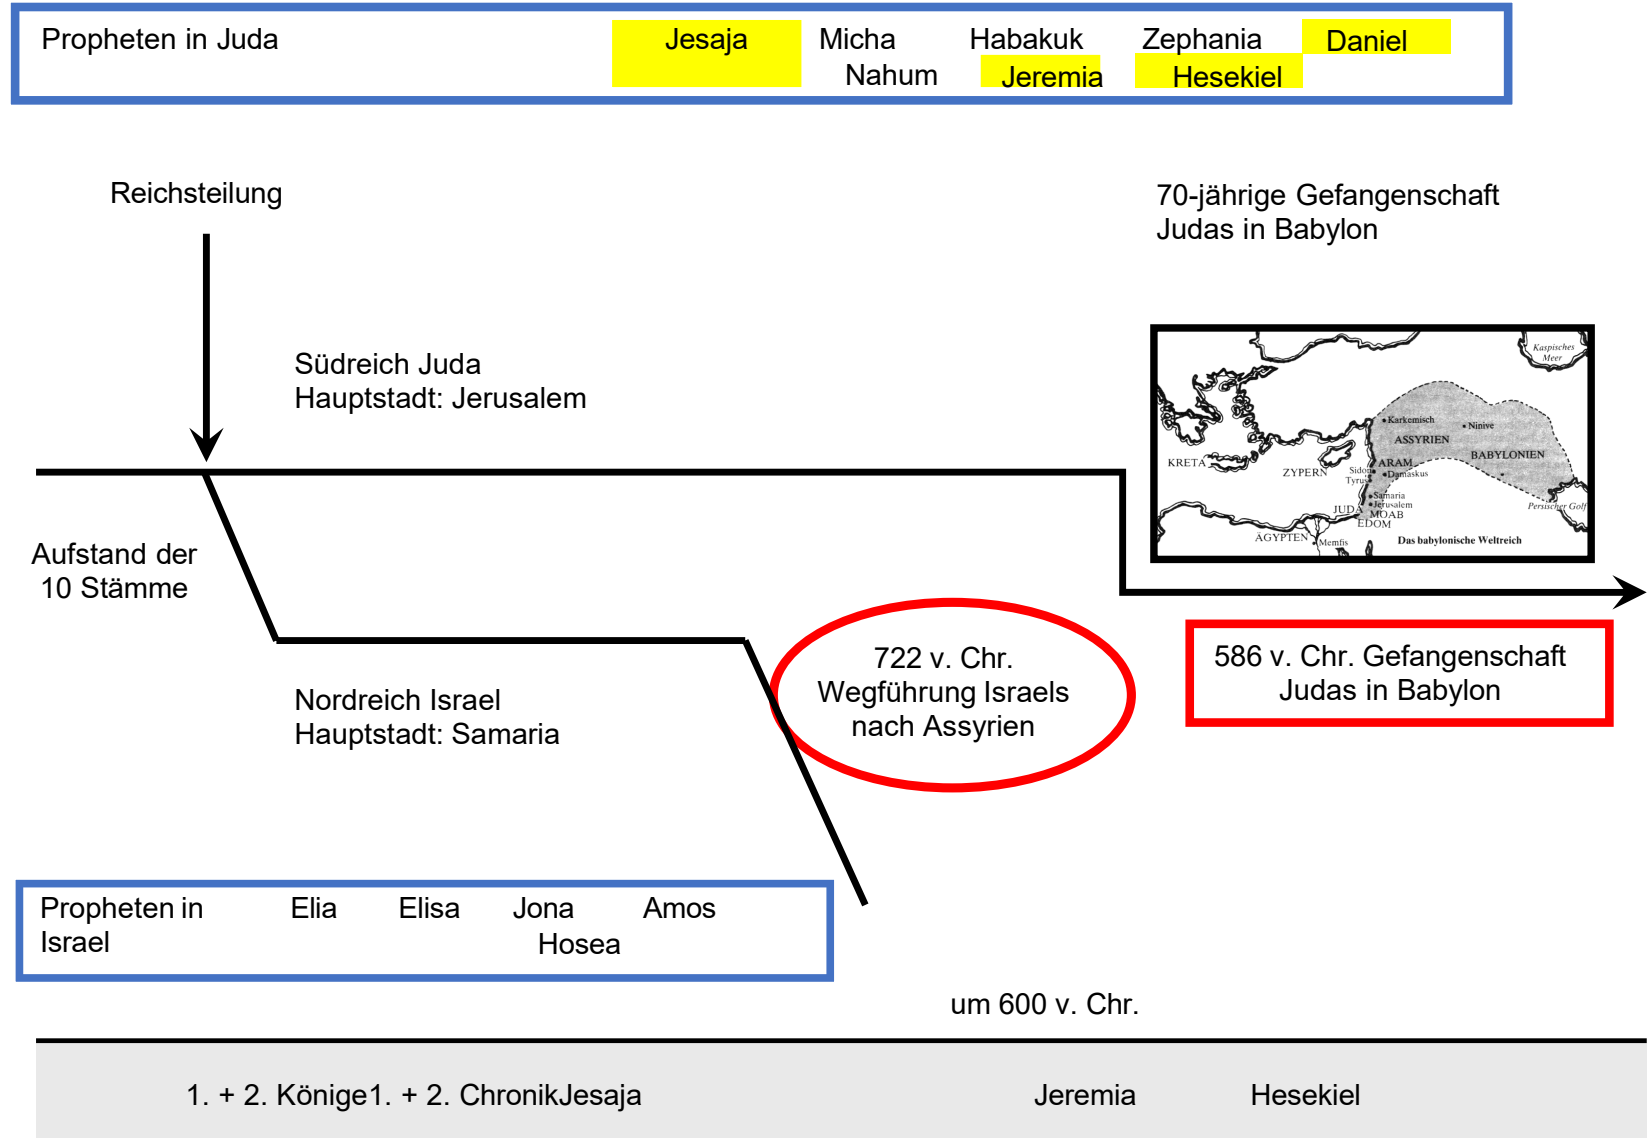 Propheten in Juda Jesaja Micha Habakuk Zephania Daniel
Nahum Jeremia Hesekiel
Reichsteilung
70-jährige Gefangenschaft
Judas in Babylon
Südreich Juda
Hauptstadt: Jerusalem
Kaspisches
Meer
Karkemisch
Ninive
ASSYRIEN
BABYLONIEN
KRETA
ZYPERN
ARAM
Sidon
Damaskus
Tyrus
Samaria
Jerusalem
JUDA
MOAB
EDOM
Persischer Golf
ÄGYPTEN
Memfis
Das babylonische Weltreich
Aufstand der
10 Stämme
722 v. Chr.
Wegführung Israels
nach Assyrien
586 v. Chr. Gefangenschaft
Judas in Babylon
Nordreich Israel
Hauptstadt: Samaria
Propheten in Elia Elisa Jona Amos
Israel Hosea
um 600 v. Chr.
1. + 2. Könige1. + 2. ChronikJesaja Jeremia Hesekiel